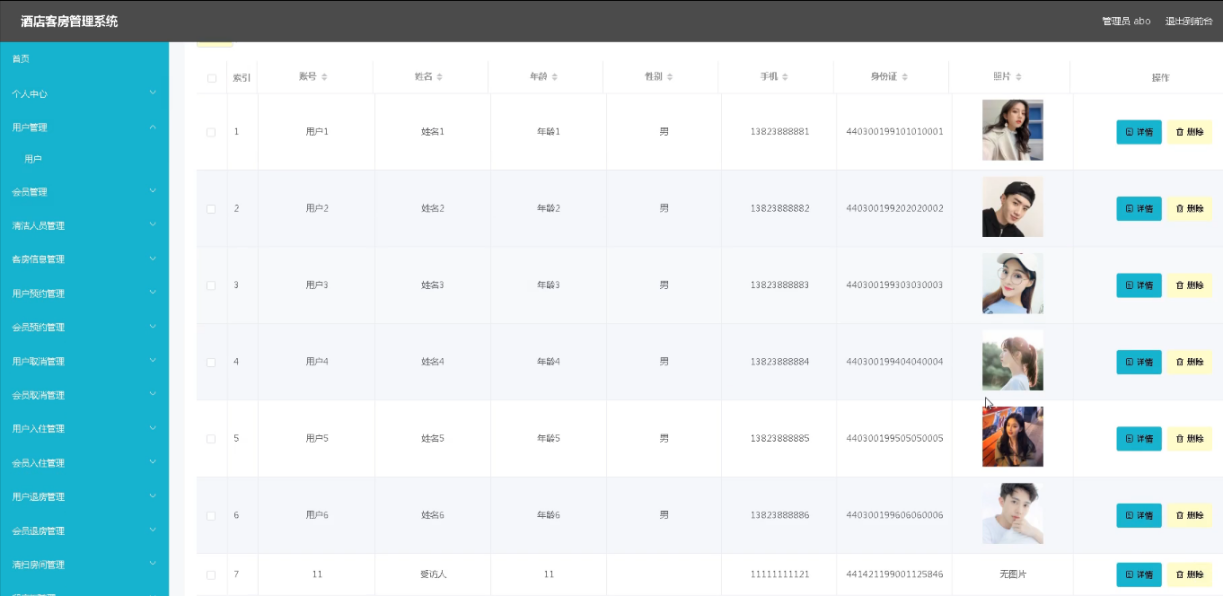 酒店客房管理系统
管理员 abo 退出到前台
首页
个人中心
用户管理
用户
会员管理
清洁人员管理
客房信息管理
用户预约管理
会员预约管理
用户取消管理
会员取消管理
用户入住管理
会员入住管理
用户退房管理
会员退房管理
清扫房间管理
索引 账号 姓名 年龄 性别 手机 身份证 照片 操作
1 用户1 姓名1 年龄1 男 13823888881 440300199101010001 详情 删除
2 用户2 姓名2 年龄2 男 13823888882 440300199202020002 详情 删除
3 用户3 姓名3 年龄3 男 13823888883 440300199303030003 详情 删除
4 用户4 姓名4 年龄4 男 13823888884 440300199404040004 详情 删除
5 用户5 姓名5 年龄5 男 13823888885 440300199505050005 详情 删除
6 用户6 姓名6 年龄6 男 13823888886 440300199606060006 详情 删除
7 11 受访人 11 11111111121 441421199001125846 无图片 详情 删除